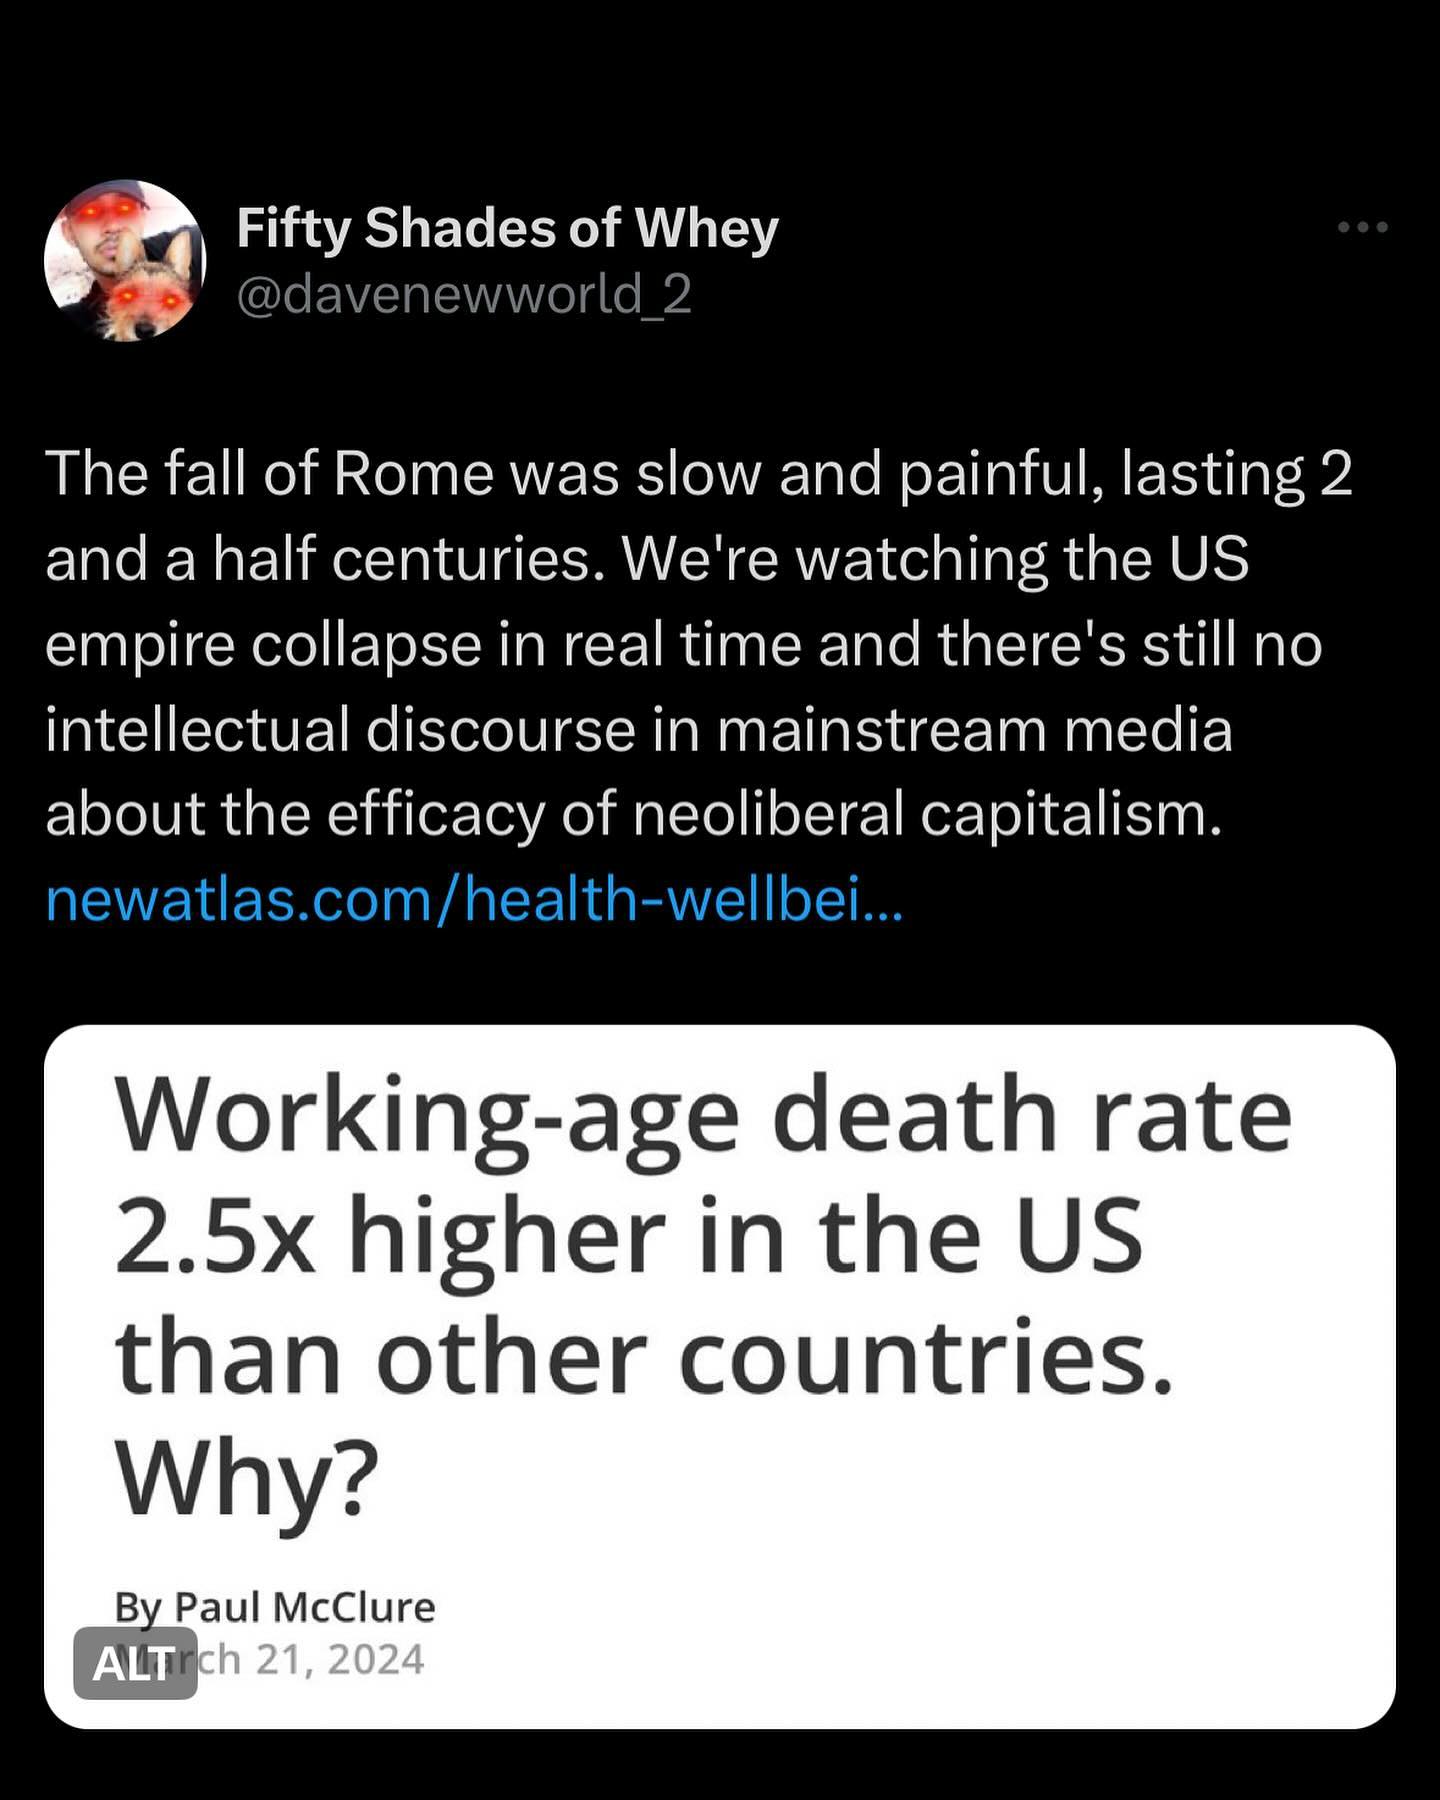 Fifty Shades of Whey
@davenewworld_2
The fall of Rome was slow and painful, lasting 2
and a half centuries. We're watching the US
empire collapse in real time and there's still no
intellectual discourse in mainstream media
about the efficacy of neoliberal capitalism.
newatlas.com/health-wellbei...
Working-age death rate
2.5x higher in the US
than other countries.
Why?
By Paul McClure
March 21, 2024
ALT